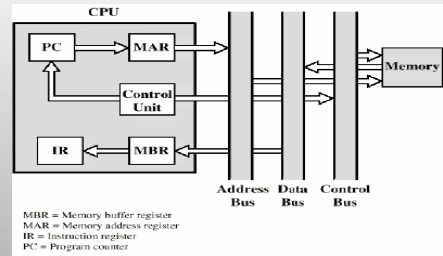 CPU
PC
MAR
Control
Unit
Memory
IR
MBR
Address Data Control
Bus Bus Bus
MBR = Memory buffer register
MAR = Memory address register
IR = Instruction register
PC = Program counter